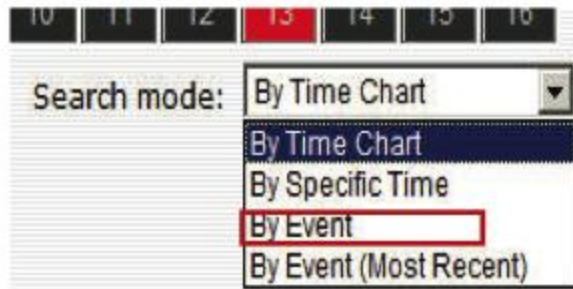 10 11 12 13 14 15 16
Search mode: By Time Chart
By Time Chart
By Specific Time
By Event
By Event (Most Recent)